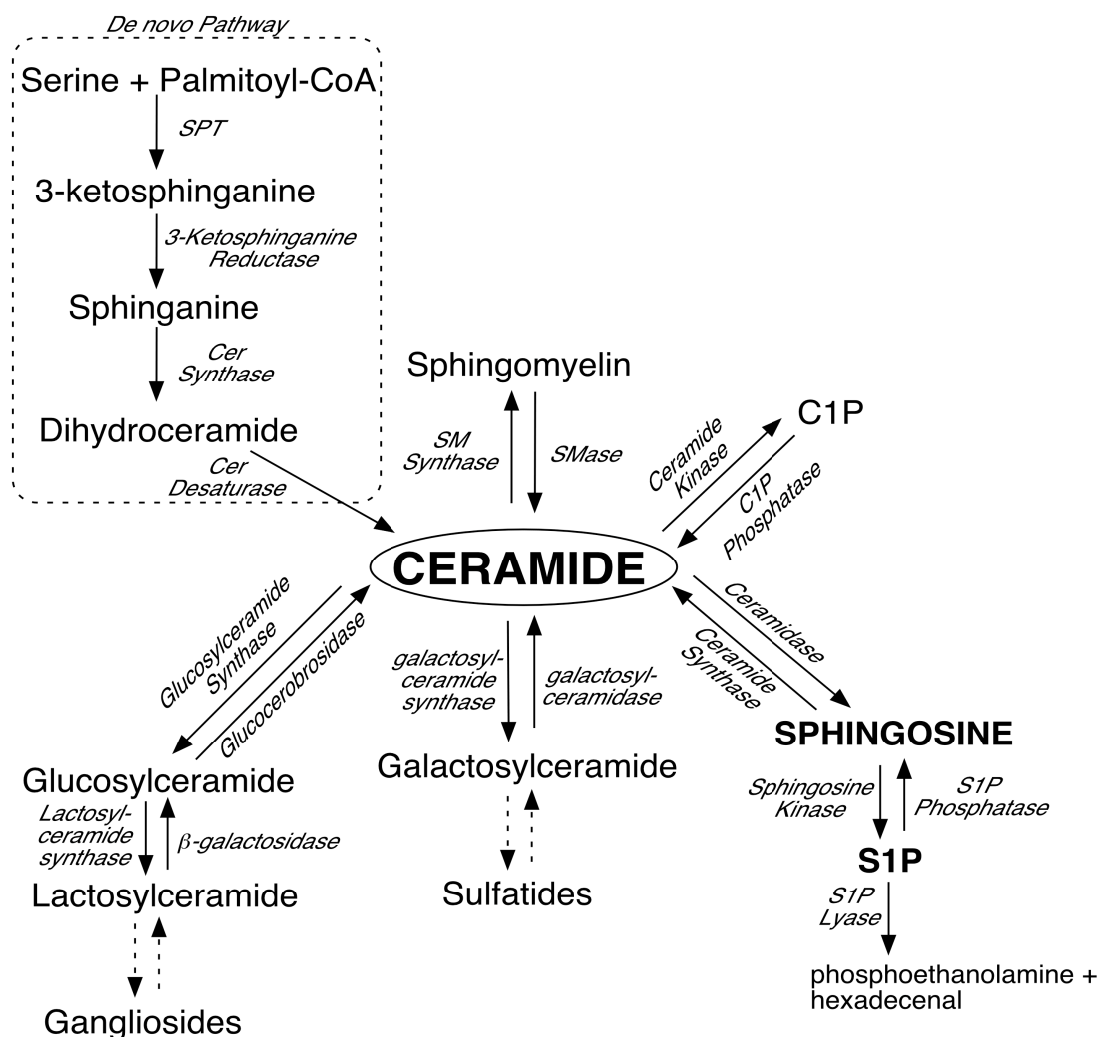 De novo Pathway
Serine + Palmitoyl-CoA
SPT
3-ketosphinganine
3-Ketosphinganine
Reductase
Sphinganine
Cer
Synthase
Dihydroceramide
Cer
Desaturase
Sphingomyelin
SM
Synthase
SMase
C1P
Ceramide
Kinase
C1P
Phosphatase
CERAMIDE
Glucosylceramide
Synthase
Glucocerobrosidase
galactosyl-
ceramide
synthase
galactosyl-
ceramidase
Ceramidase
Ceramide
Synthase
SPHINGOSINE
Glucosylceramide
Galactosylceramide
Lactosyl-
ceramide
synthase
β-galactosidase
Sphingosine
Kinase
S1P
Phosphatase
S1P
Lactosylceramide
Sulfatides
S1P
Lyase
phosphoethanolamine +
hexadecenal
Gangliosides